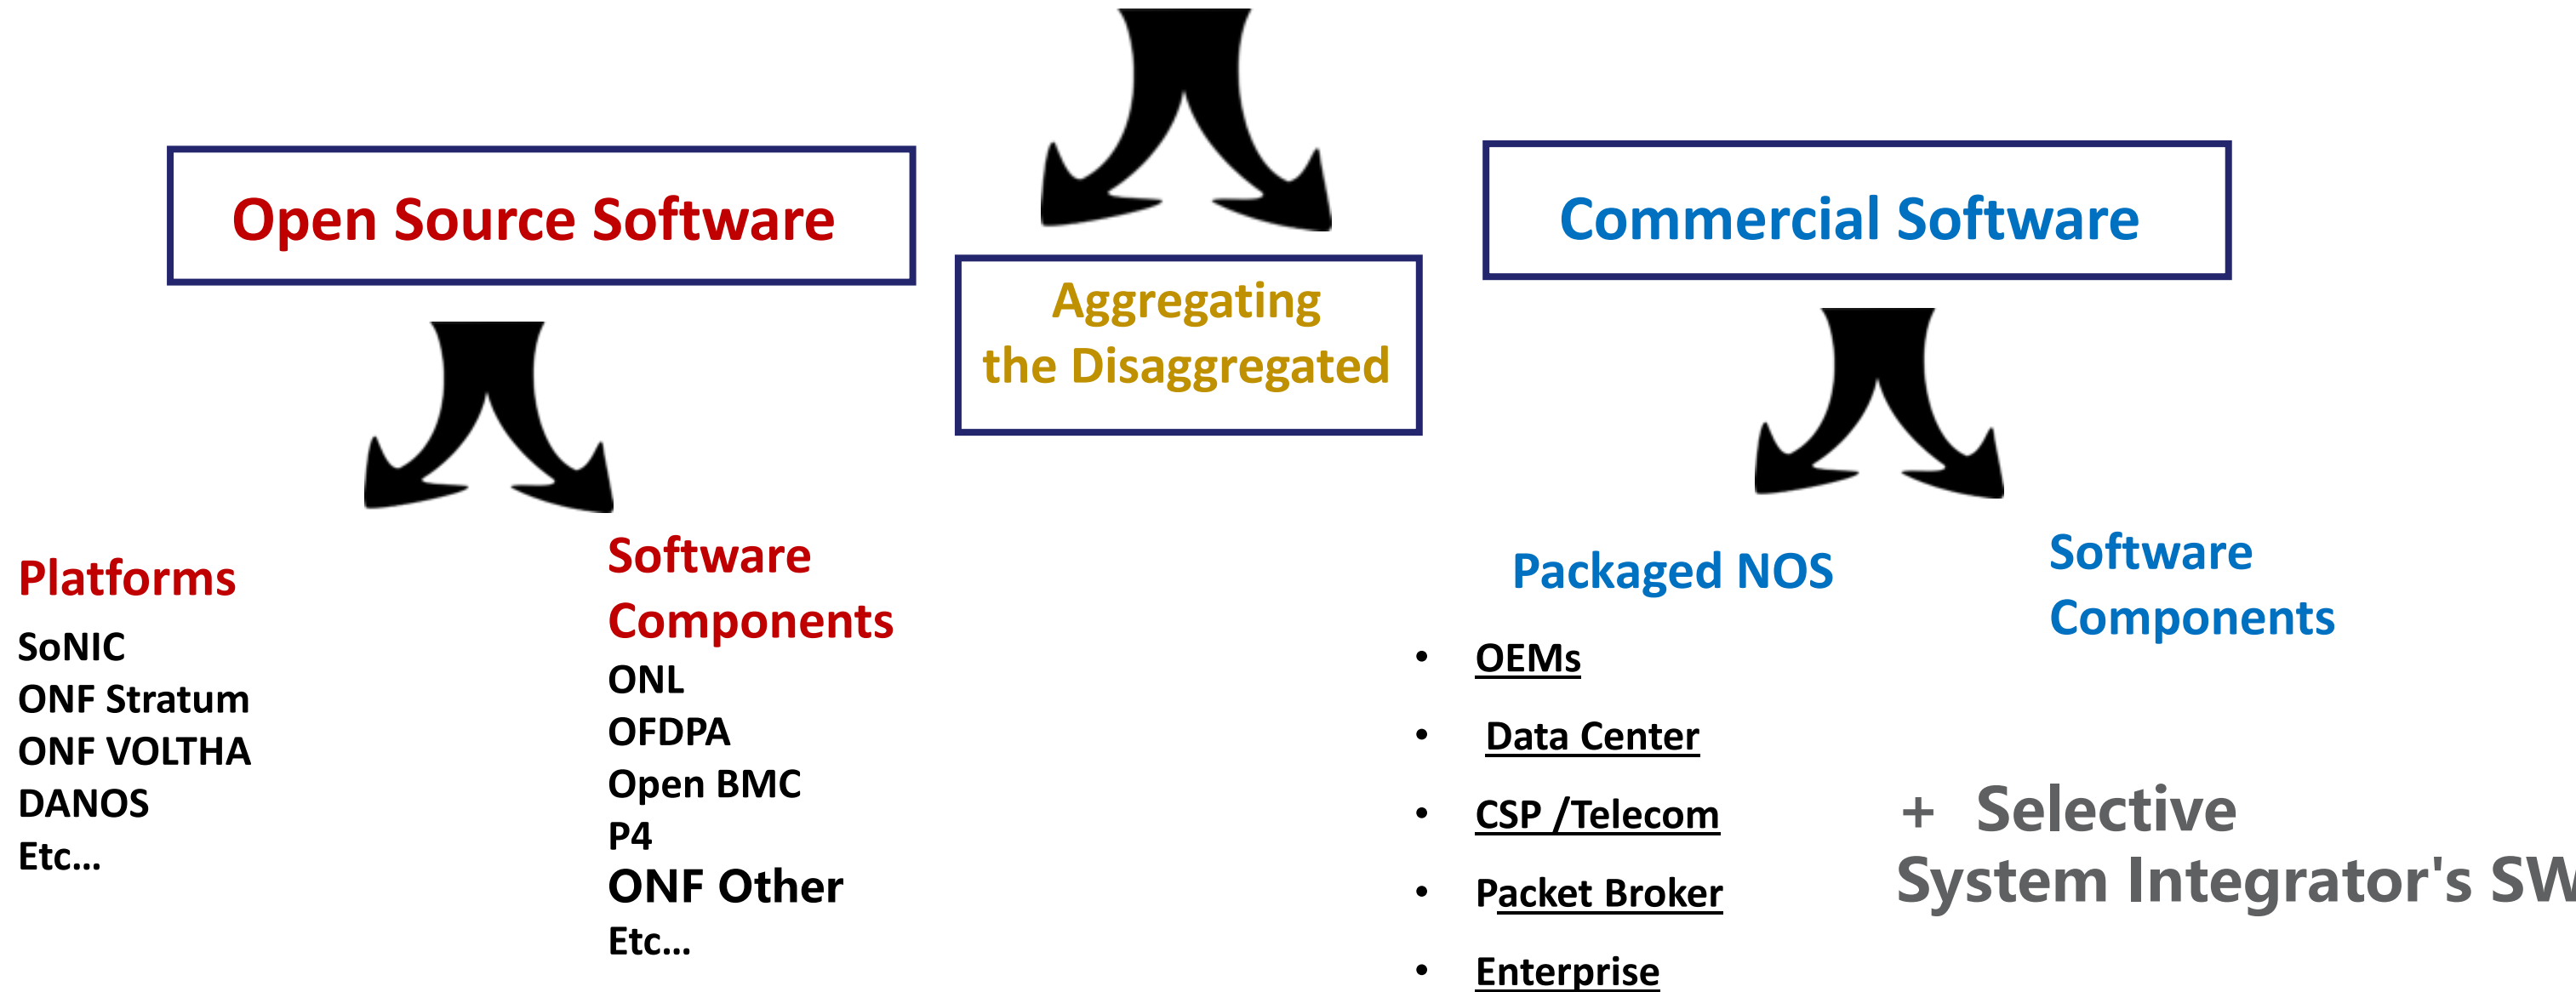 Open Source Software
Aggregating
the Disaggregated
Commercial Software
Platforms
SoNIC
ONF Stratum
ONF VOLTHA
DANOS
Etc...
Software
Components
ONL
OFDPA
Open BMC
P4
ONF Other
Etc...
Packaged NOS
• OEMs
• Data Center
• CSP /Telecom
• Packet Broker
• Enterprise
Software
Components
+ Selective
System Integrator's SW